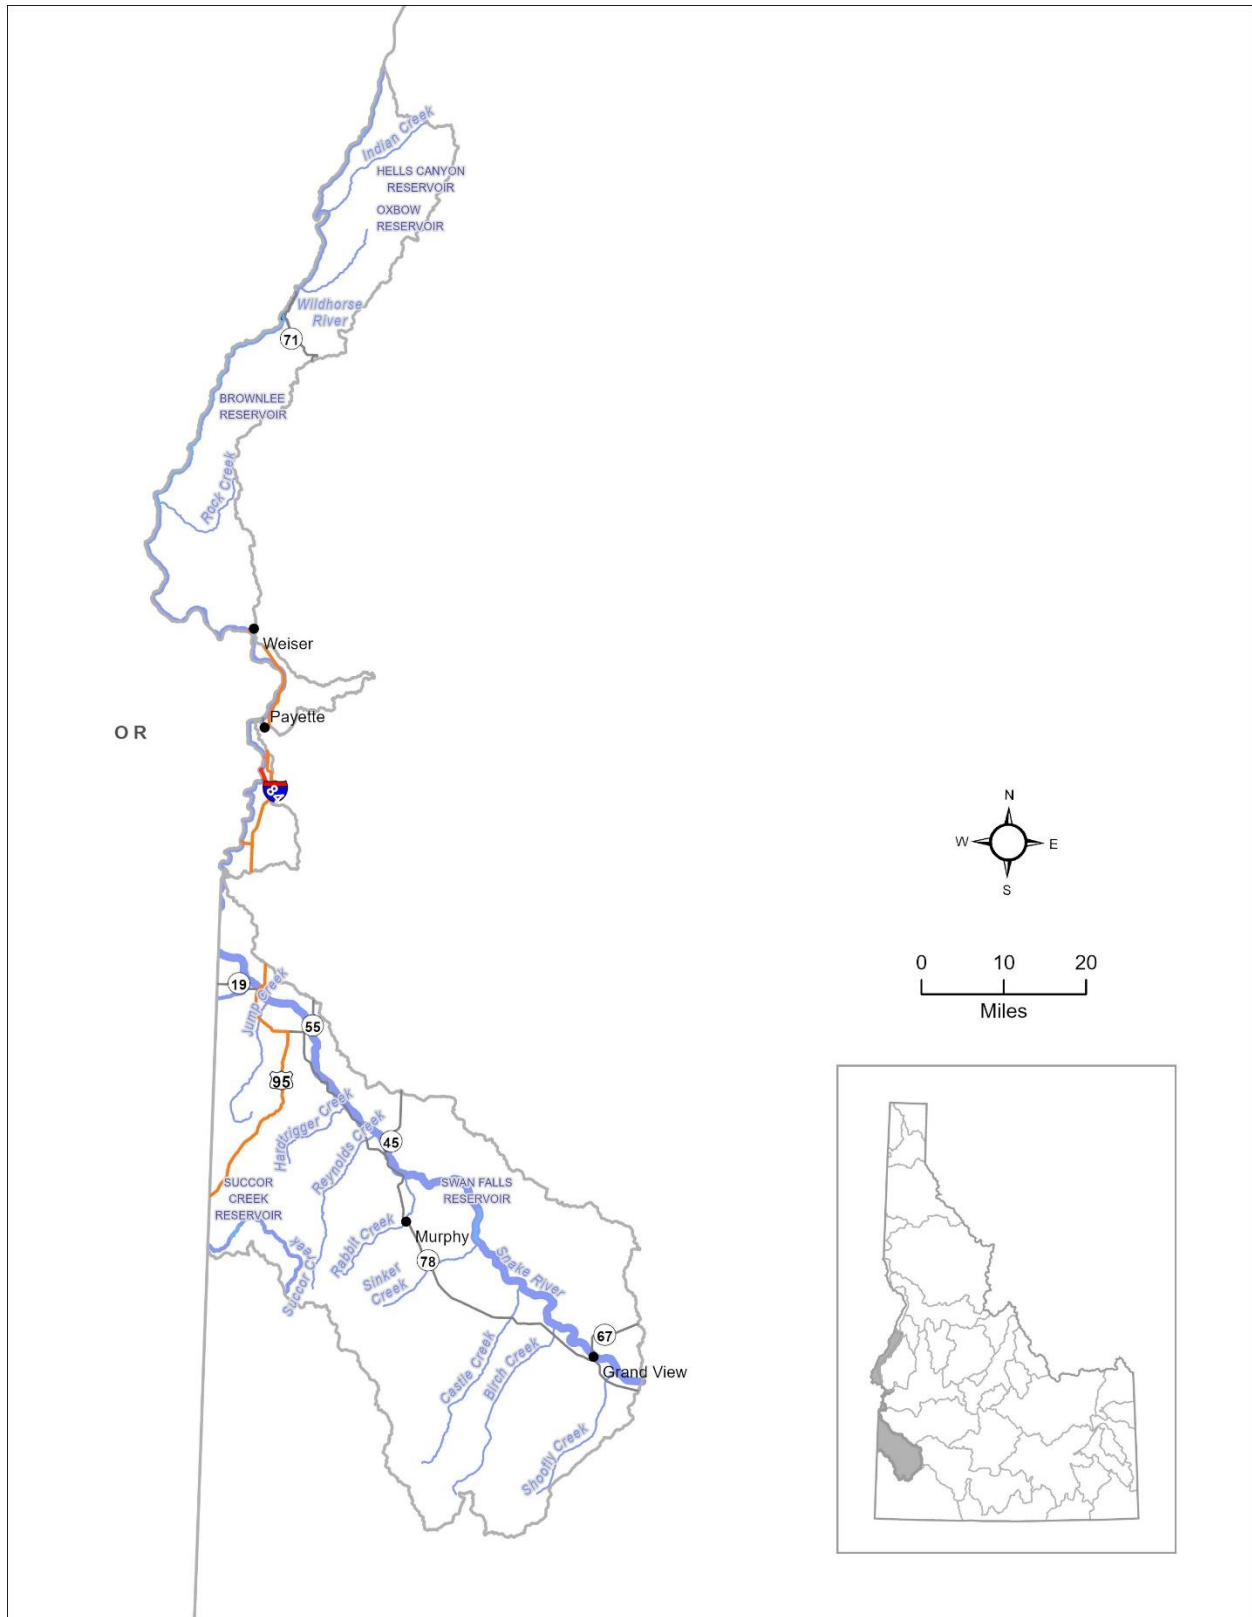 Indian Creek
HELLS CANYON
RESERVOIR
OXBOW
RESERVOIR
Wildhorse
River
71
BROWNLEE
RESERVOIR
Rock Creek
Weiser
Payette
OR
84
N
W
E
S
19
Jump Creek
0
10
20
Miles
55
95
Hardtrigger Creek
Reynolds Creek
45
SUCCOR
CREEK
RESERVOIR
SWAN FALLS
RESERVOIR
Rabbit Creek
Murphy
Succor Creek
Sinker
Creek
78
Snake River
67
Grand View
Castle Creek
Birch Creek
Shoofly Creek